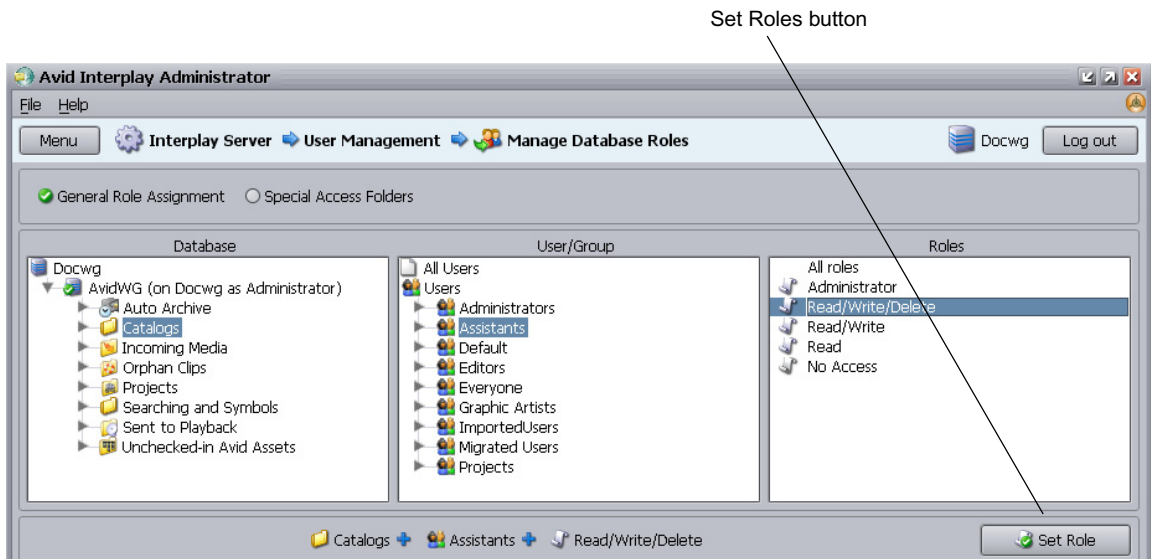 Set Roles button
Avid Interplay Administrator
File Help
Menu Interplay Server User Management Manage Database Roles Docwg Log out
General Role Assignment Special Access Folders
Database
Docwg
AvidWG (on Docwg as Administrator)
Auto Archive
Catalogs
Incoming Media
Orphan Clips
Projects
Searching and Symbols
Sent to Playback
Unchecked-in Avid Assets
User/Group
All Users
Users
Administrators
Assistants
Default
Editors
Everyone
Graphic Artists
ImportedUsers
Migrated Users
Projects
Roles
All roles
Administrator
Read/Write/Delete
Read/Write
Read
No Access
Catalogs Assistants Read/Write/Delete Set Role